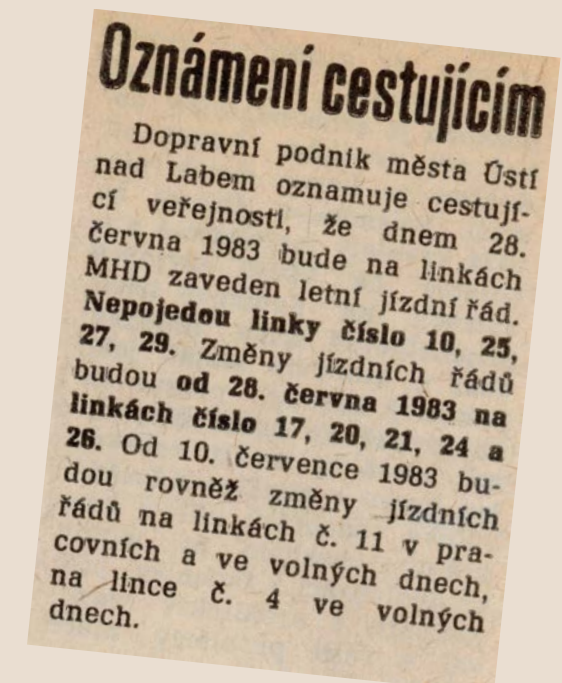 Oznámení cestujícím
Dopravní podnik města Ústí
nad Labem oznamuje cestují-
cí veřejnosti, že dnem 28.
června 1983 bude na linkách
MHD zaveden letní jízdní řád.
Nepojedou linky číslo 10, 25,
27, 29. Změny jízdních řádů
budou od 28. června 1983 na
linkách číslo 17, 20, 21, 24 a
26. Od 10. července 1983 bu-
dou rovněž změny jízdních
řádů na linkách č. 11 v pra-
covních a ve volných dnech,
na lince č. 4 ve volných
dnech.